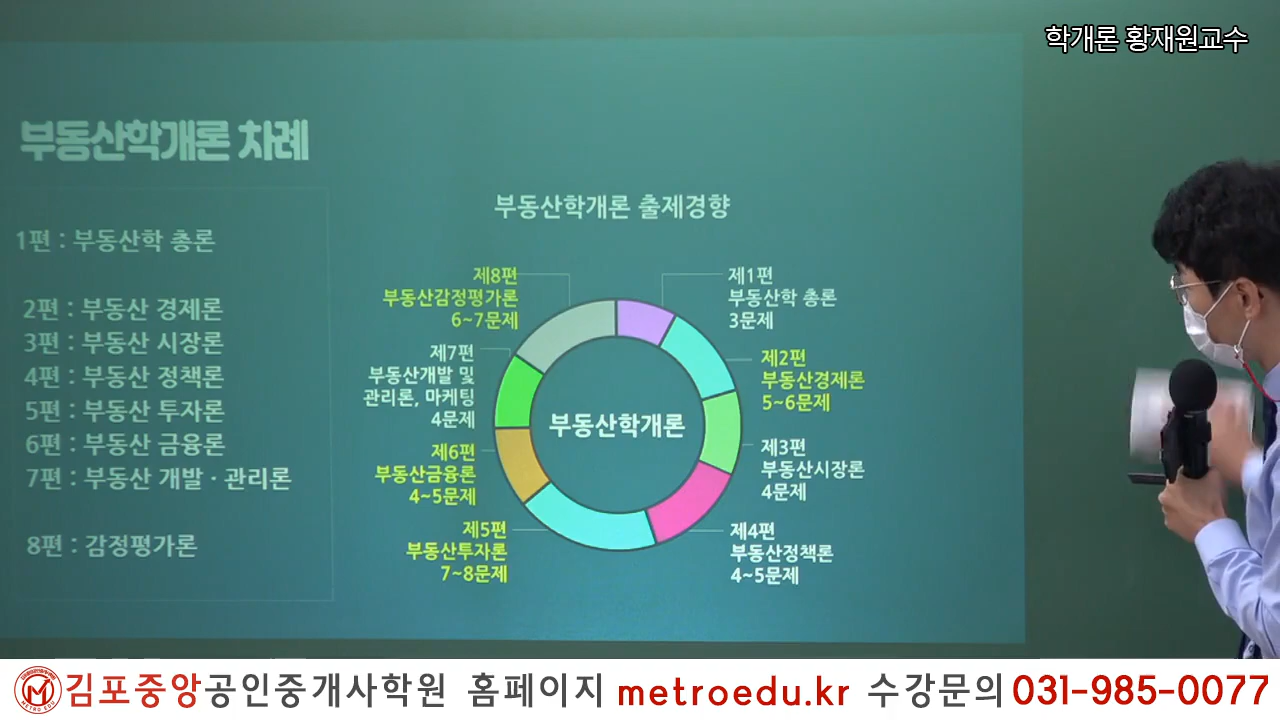 학개론 황재원교수
부동산학개론 차례
1편 : 부동산학 총론
2편 : 부동산 경제론
3편 : 부동산 시장론
4편 : 부동산 정책론
5편 : 부동산 투자론
6편 : 부동산 금융론
7편 : 부동산 개발 · 관리론
8편 : 감정평가론
부동산학개론 출제경향
제1편
부동산학 총론
3문제
제2편
부동산경제론
5~6문제
제3편
부동산시장론
4문제
제4편
부동산정책론
4~5문제
제5편
부동산투자론
7~8문제
제6편
부동산금융론
4~5문제
제7편
부동산개발 및
관리론, 마케팅
4문제
제8편
부동산감정평가론
6~7문제
부동산학개론
METRO EDU
김포중앙공인중개사학원 홈페이지 metroedu.kr 수강문의 031-985-0077